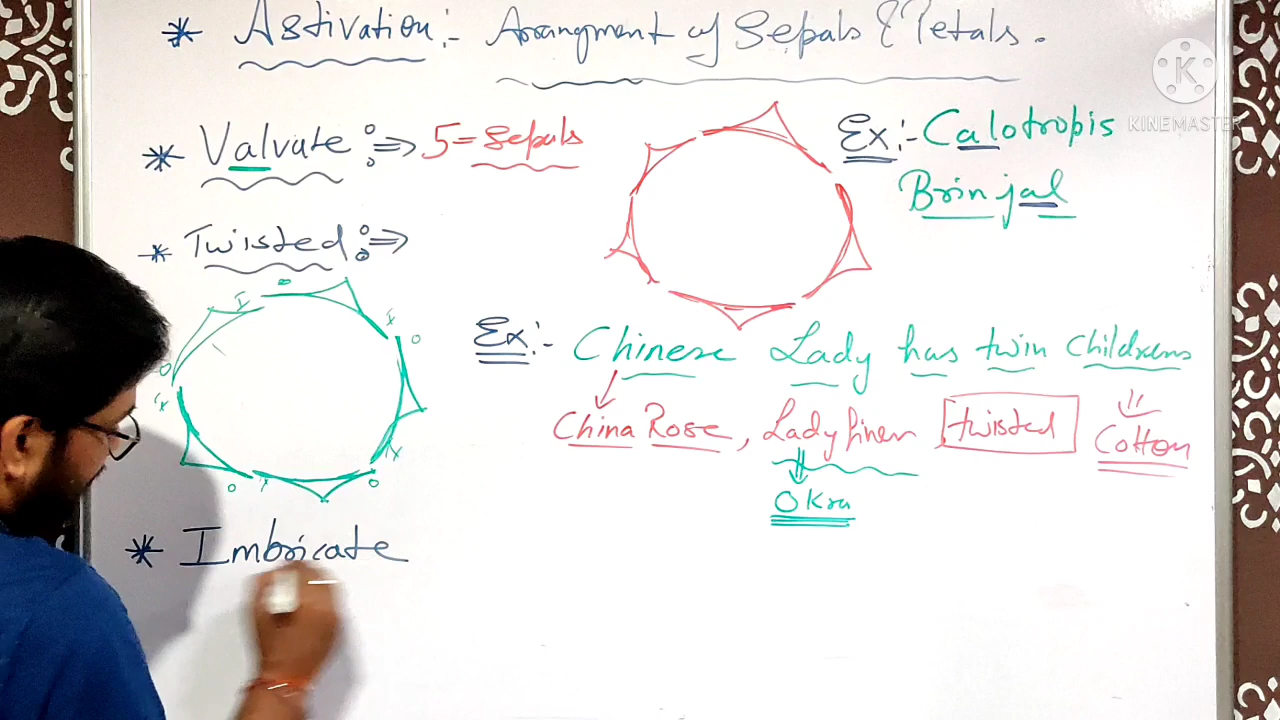 * Astivation:- Arrangment of Sepals & Petals.
K
KINEMASTER
* Valvate :⇒ 5=Sepals
Ex:- Calotropis
Brinjal
* Twisted :⇒
Ex:- Chinese Lady has twin Childrens
China Rose, Lady finer twisted Cotton
Okra
* Imbricate